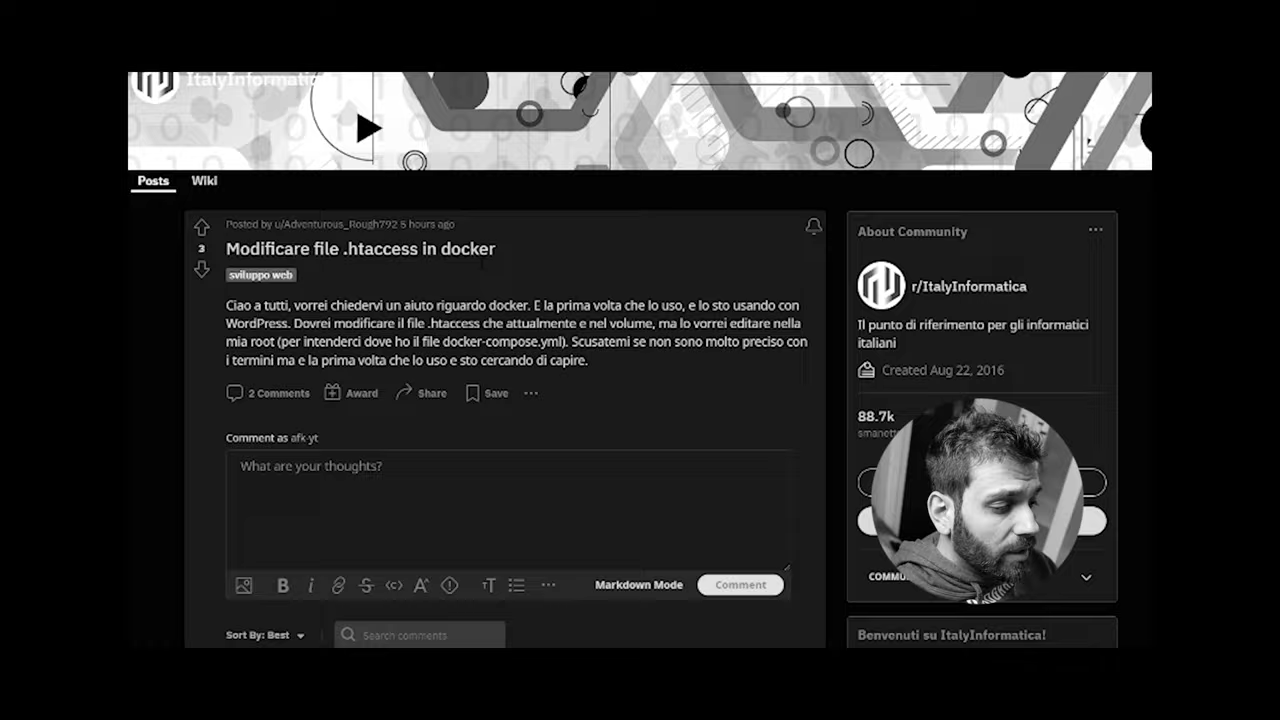 ItalyInformatica
Posts Wiki
Posted by u/Adventurous_Rough792 5 hours ago
3
Modificare file .htaccess in docker
sviluppo web
Ciao a tutti, vorrei chiedervi un aiuto riguardo docker. E la prima volta che lo uso, e lo sto usando con
WordPress. Dovrei modificare il file .htaccess che attualmente e nel volume, ma lo vorrei editare nella
mia root (per intenderci dove ho il file docker-compose.yml). Scusatemi se non sono molto preciso con
i termini ma e la prima volta che lo uso e sto cercando di capire.
2 Comments Award Share Save
Comment as afk-yt
What are your thoughts?
Markdown Mode Comment
Sort By: Best Search comments
About Community
r/ItalyInformatica
Il punto di riferimento per gli informatici
italiani
Created Aug 22, 2016
88.7k
Benvenuti su ItalyInformatica!